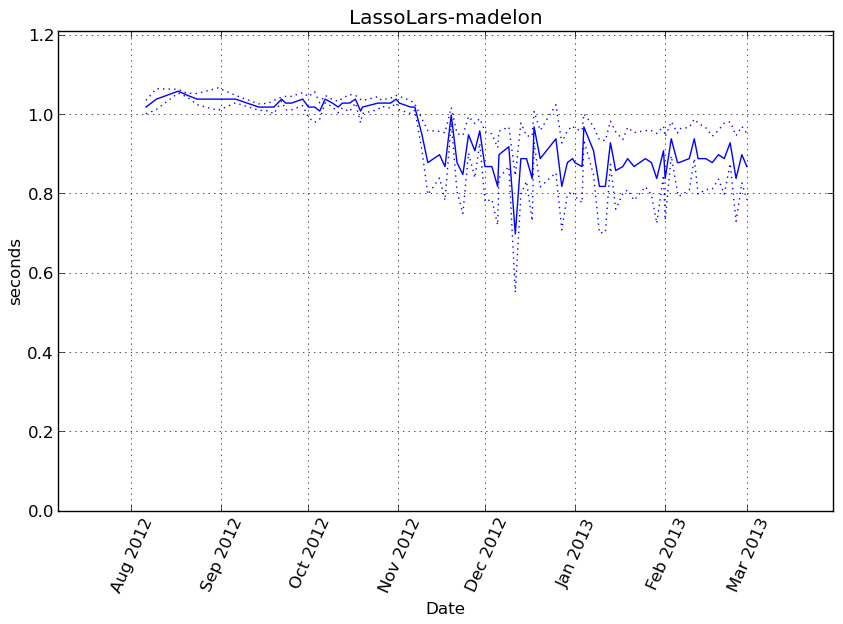 LassoLars-madelon
1.2
1.0
0.8
0.6
0.4
0.2
0.0
seconds
Aug 2012
Sep 2012
Oct 2012
Nov 2012
Dec 2012
Jan 2013
Feb 2013
Mar 2013
Date